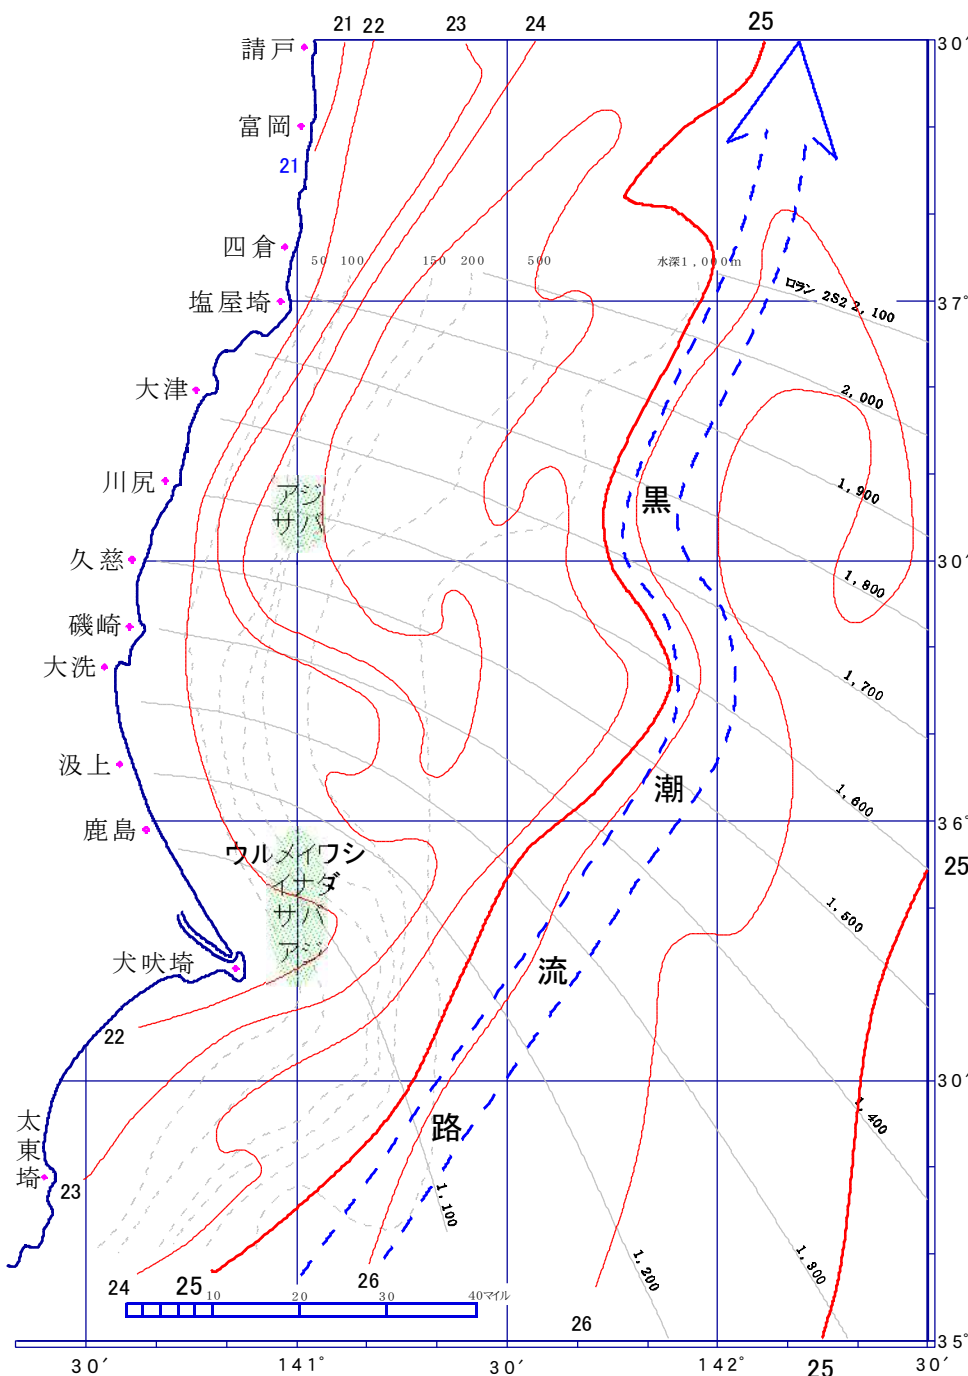 21
22
23
24
25
請戸
30′
富岡
21
四倉
50
100
150
200
500
水深1,000m
塩屋埼
ロラン 2S2 2,100
37°
大津
2,000
川尻
アジ
サバ
黒
1,900
久慈
30′
1,800
磯崎
大洗
1,700
汲上
潮
1,600
鹿島
36°
ウルメイワシ
イナダ
サバ
アジ
25
1,500
犬吠埼
流
22
30′
1,400
太東埼
路
23
1,100
1,200
1,300
24
25
26
10
20
30
40マイル
26
35°
30′
141°
30′
142°
25
30′